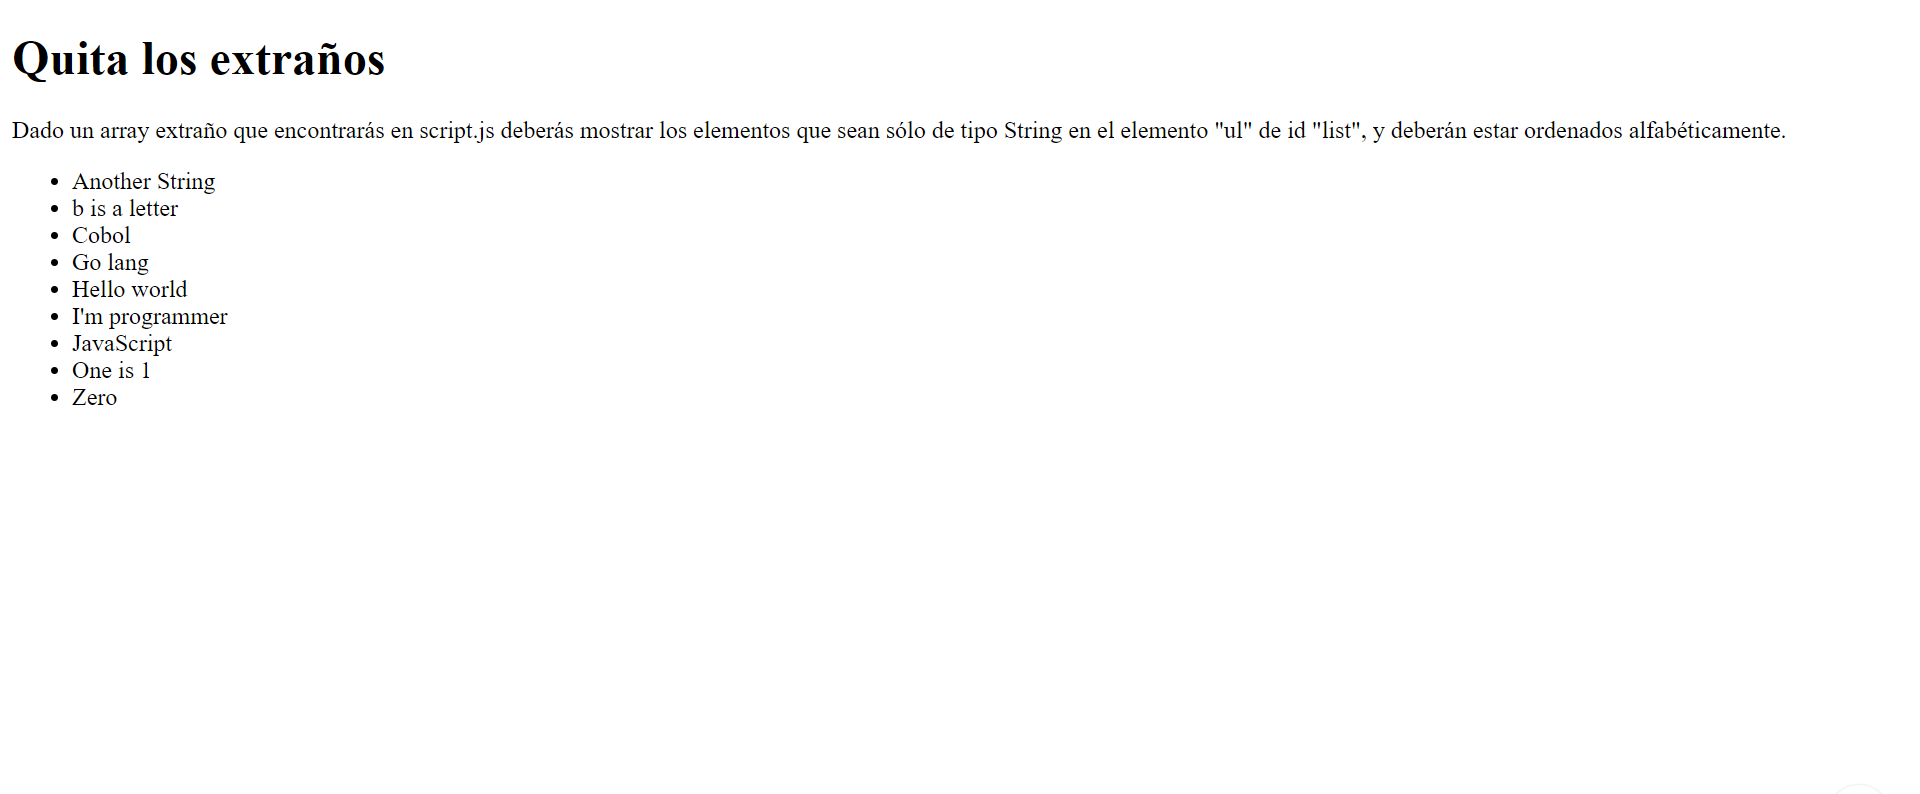 Quita los extraños
Dado un array extraño que encontrarás en script.js deberás mostrar los elementos que sean sólo de tipo String en el elemento "ul" de id "list", y deberán estar ordenados alfabéticamente.
Another String
b is a letter
Cobol
Go lang
Hello world
I'm programmer
JavaScript
One is 1
Zero